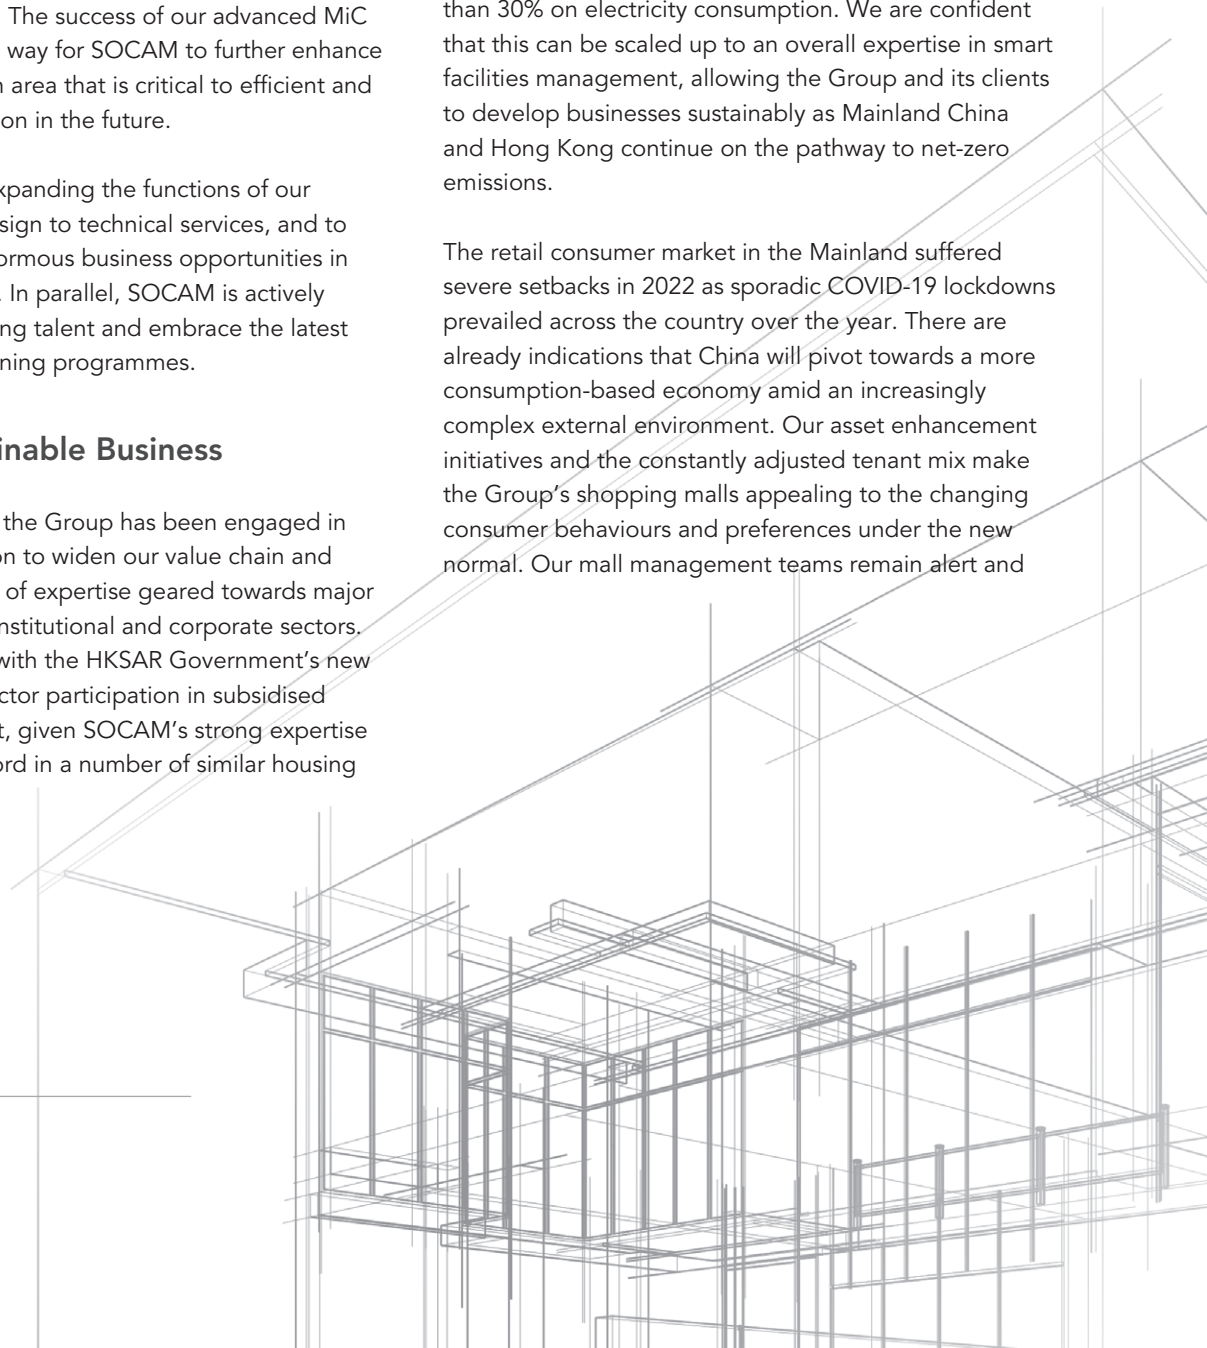 The success of our advanced MiC
way for SOCAM to further enhance
area that is critical to efficient and
on in the future.
xpanding the functions of our
sign to technical services, and to
ormous business opportunities in
. In parallel, SOCAM is actively
ng talent and embrace the latest
ning programmes.
inable Business
the Group has been engaged in
on to widen our value chain and
of expertise geared towards major
nstitutional and corporate sectors.
with the HKSAR Government’s new
ctor participation in subsidised
t, given SOCAM’s strong expertise
ord in a number of similar housing
than 30% on electricity consumption. We are confident
that this can be scaled up to an overall expertise in smart
facilities management, allowing the Group and its clients
to develop businesses sustainably as Mainland China
and Hong Kong continue on the pathway to net-zero
emissions.
The retail consumer market in the Mainland suffered
severe setbacks in 2022 as sporadic COVID-19 lockdowns
prevailed across the country over the year. There are
already indications that China will pivot towards a more
consumption-based economy amid an increasingly
complex external environment. Our asset enhancement
initiatives and the constantly adjusted tenant mix make
the Group’s shopping malls appealing to the changing
consumer behaviours and preferences under the new
normal. Our mall management teams remain alert and